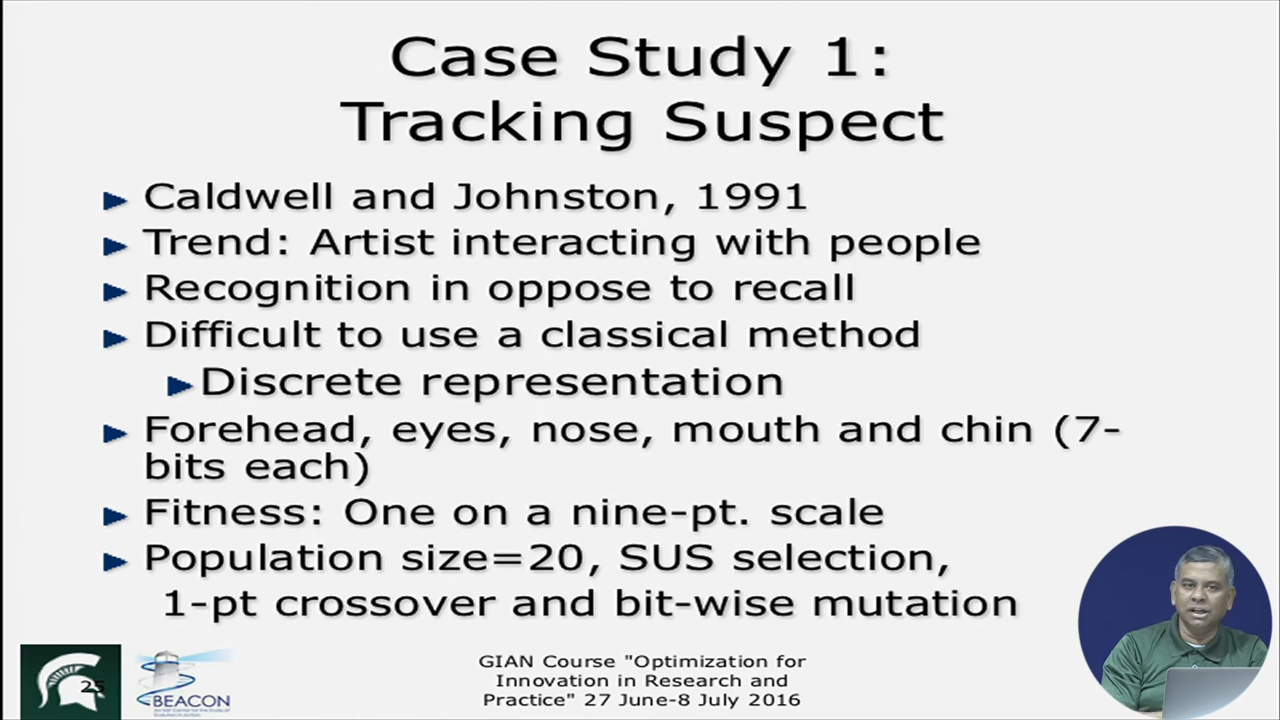 Case Study 1:
Tracking Suspect
Caldwell and Johnston, 1991
Trend: Artist interacting with people
Recognition in oppose to recall
Difficult to use a classical method
Discrete representation
Forehead, eyes, nose, mouth and chin (7-
bits each)
Fitness: One on a nine-pt. scale
Population size=20, SUS selection,
1-pt crossover and bit-wise mutation
25
BEACON
GIAN Course "Optimization for
Innovation in Research and
Practice" 27 June-8 July 2016